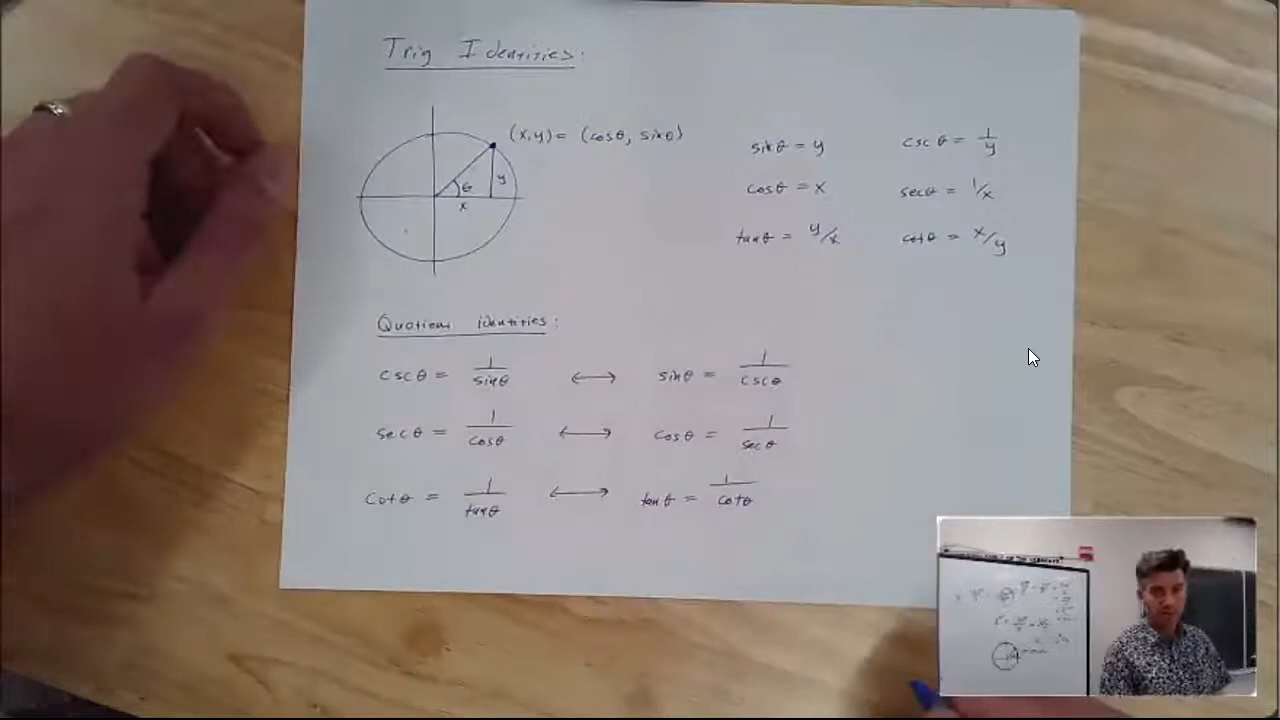 Trig Identities:
(x,y) = (cosθ, sinθ)
θ
y
x
sinθ = y
cscθ = 1/y
cosθ = x
secθ = 1/x
tanθ = y/x
cotθ = x/y
Quotient identities:
cscθ = 1/sinθ ⟷ sinθ = 1/cscθ
secθ = 1/cosθ ⟷ cosθ = 1/secθ
cotθ = 1/tanθ ⟷ tanθ = 1/cotθ